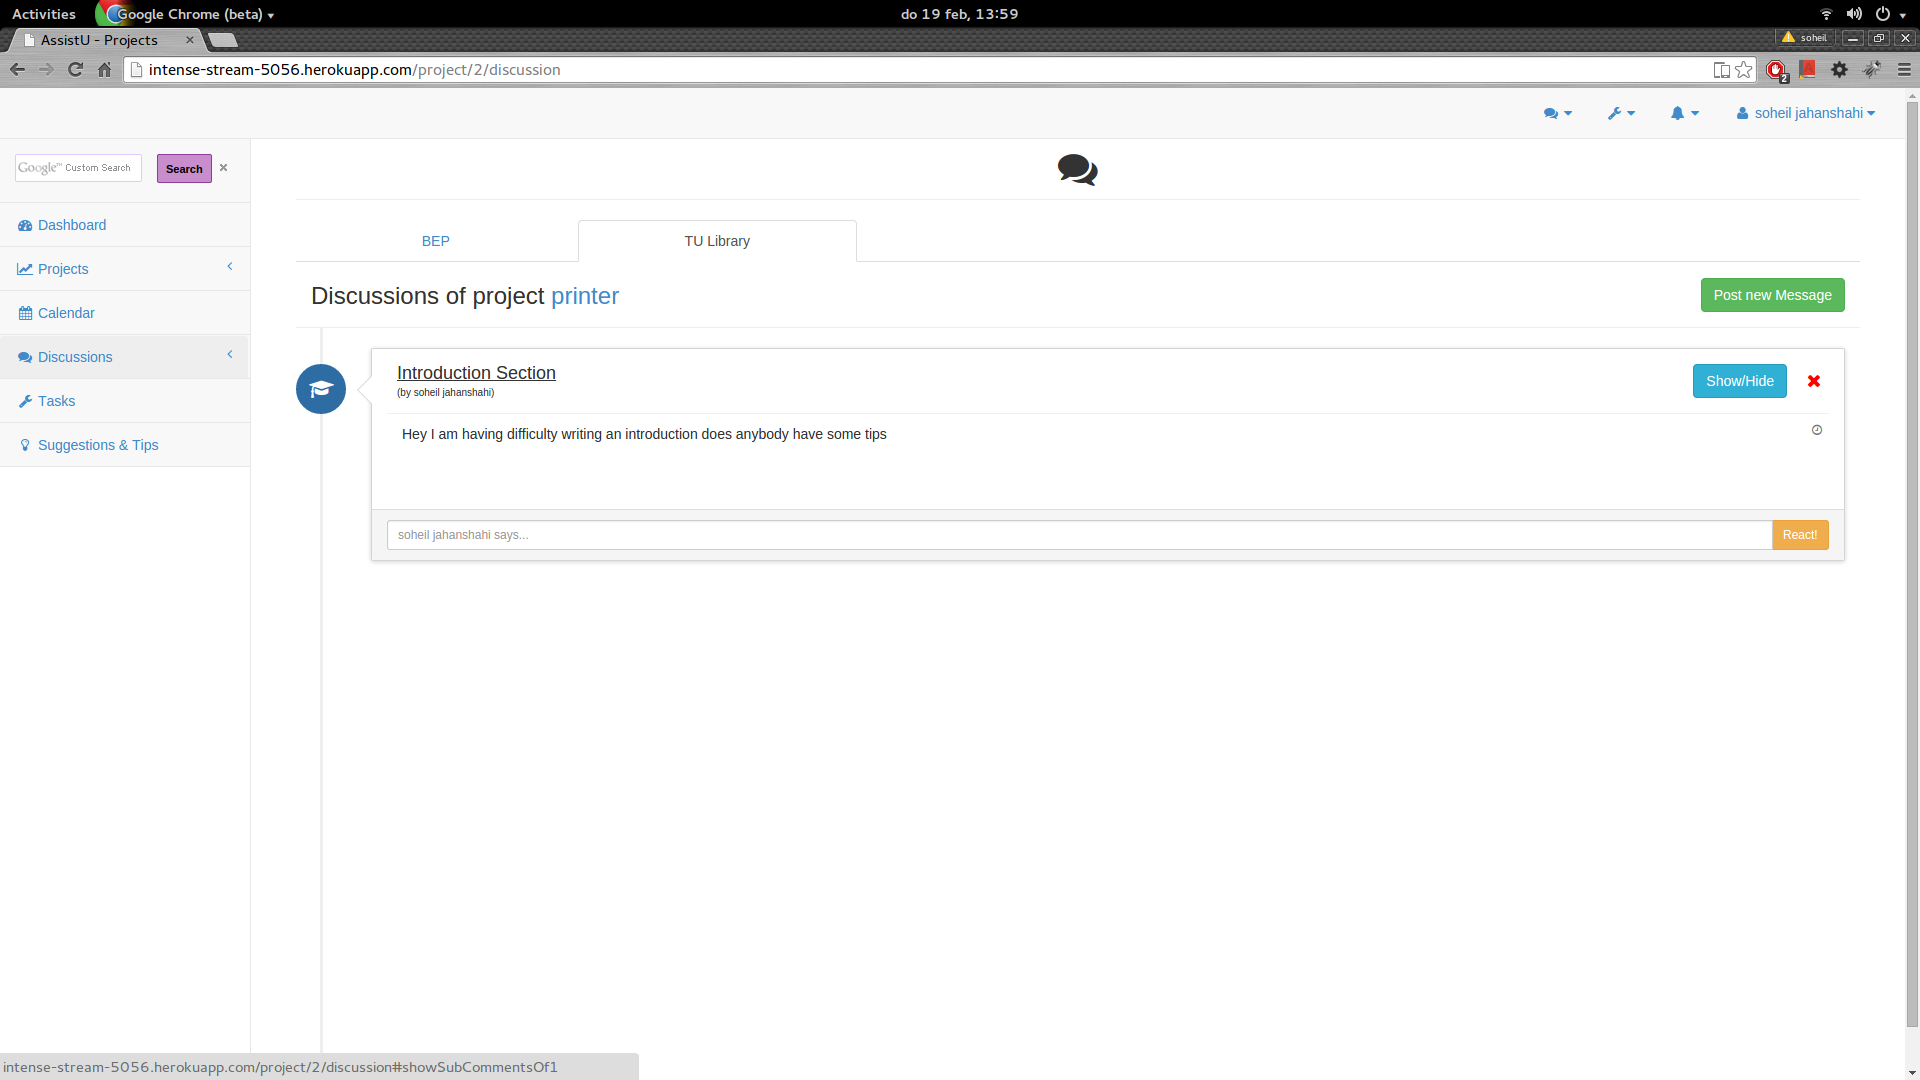 Activities Google Chrome (beta) do 19 feb, 13:59
AssistU - Projects soheil
intense-stream-5056.herokuapp.com/project/2/discussion 2
soheil jahanshahi
Google™ Custom Search Search
Dashboard
Projects
Calendar
Discussions
Tasks
Suggestions & Tips
BEP TU Library
Discussions of project printer Post new Message
Introduction Section Show/Hide
(by soheil jahanshahi)
Hey I am having difficulty writing an introduction does anybody have some tips
soheil jahanshahi says... React!
intense-stream-5056.herokuapp.com/project/2/discussion#showSubCommentsOf1